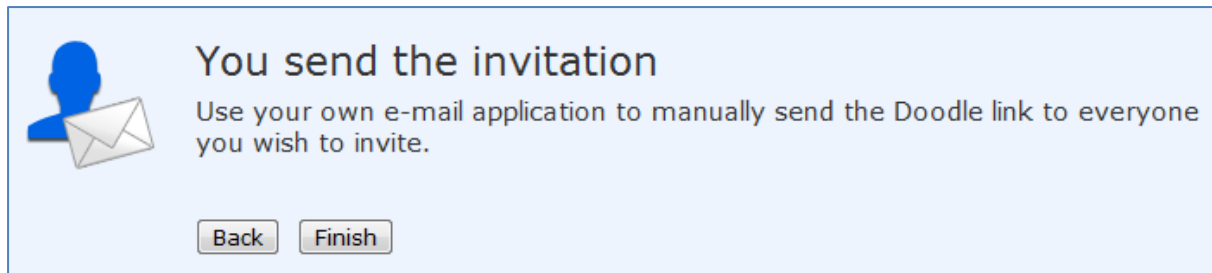 You send the invitation
Use your own e-mail application to manually send the Doodle link to everyone
you wish to invite.
Back Finish